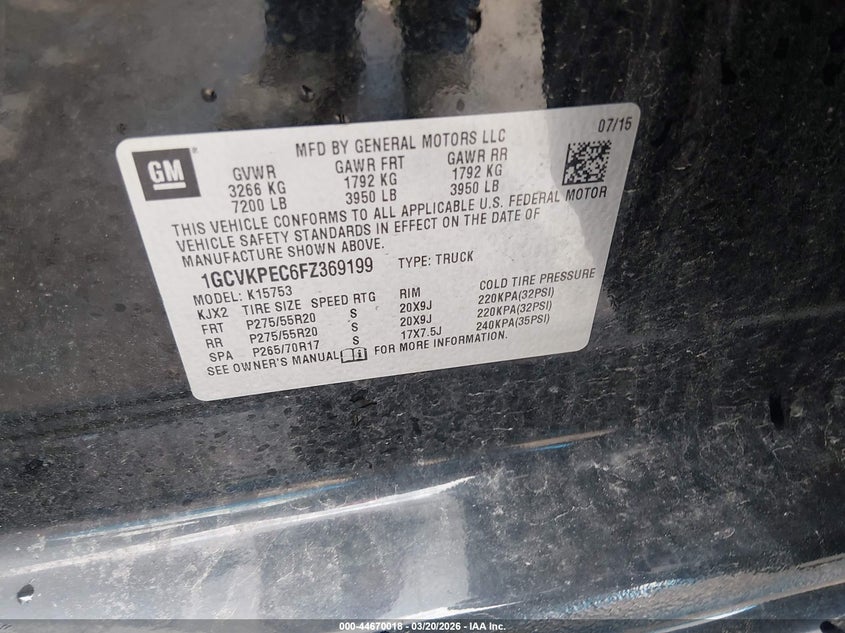 GM
MFD BY GENERAL MOTORS LLC 07/15
GVWR GAWR FRT GAWR RR
3266 KG 1792 KG 1792 KG
7200 LB 3950 LB 3950 LB
THIS VEHICLE CONFORMS TO ALL APPLICABLE U.S. FEDERAL MOTOR
VEHICLE SAFETY STANDARDS IN EFFECT ON THE DATE OF
MANUFACTURE SHOWN ABOVE.
1GCVKPEC6FZ369199 TYPE: TRUCK
MODEL: K15753
KJX2 TIRE SIZE SPEED RTG RIM COLD TIRE PRESSURE
FRT P275/55R20 S 20X9J 220KPA(32PSI)
RR P275/55R20 S 20X9J 220KPA(32PSI)
SPA P265/70R17 S 17X7.5J 240KPA(35PSI)
SEE OWNER'S MANUAL FOR MORE INFORMATION.
000-44670018 - 03/20/2026 - IAA Inc.